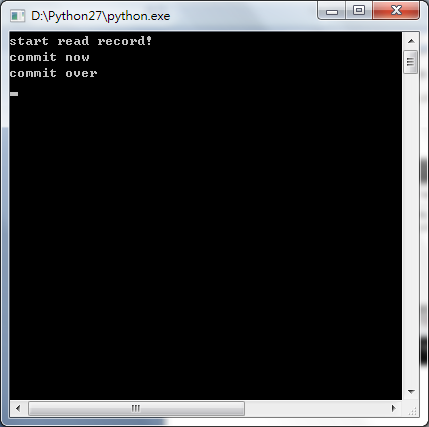 D:\Python27\python.exe
start read record!
commit now
commit over